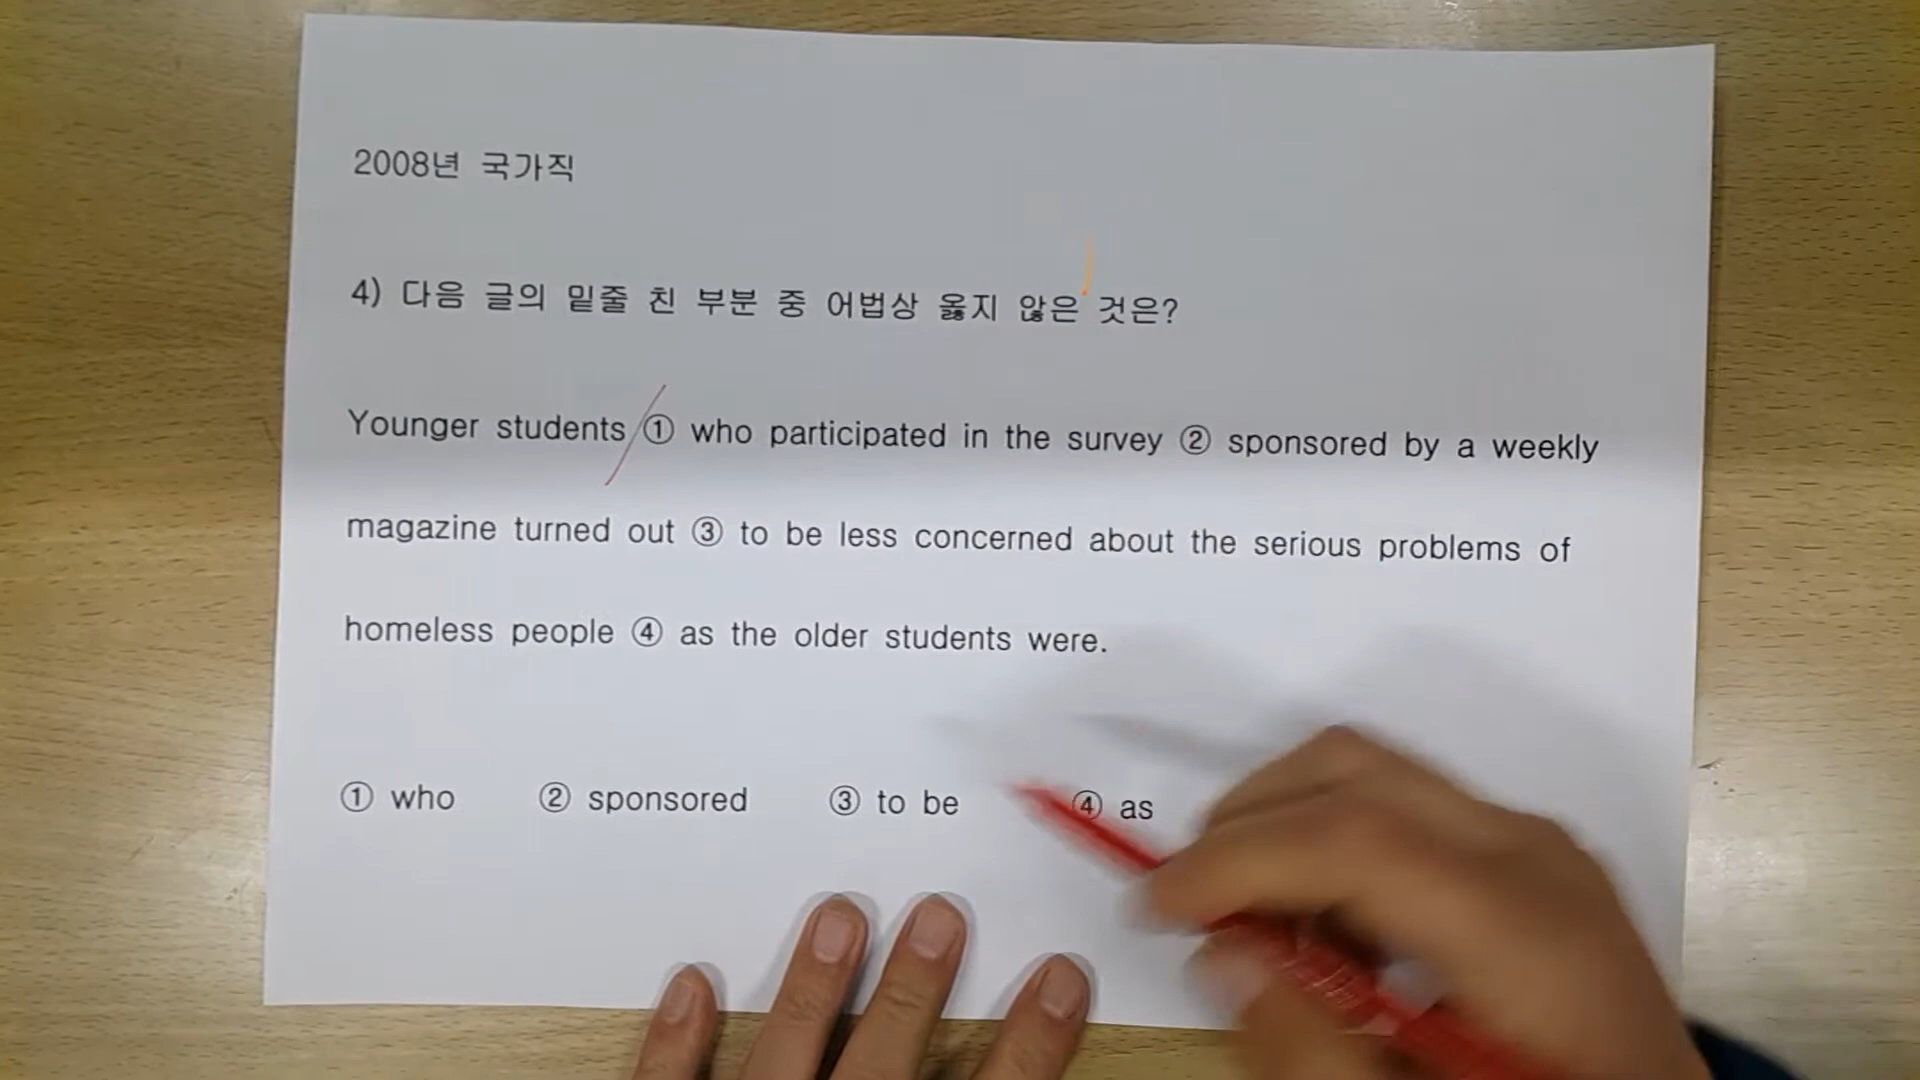 2008년 국가직
4) 다음 글의 밑줄 친 부분 중 어법상 옳지 않은 것은?
Younger students ① who participated in the survey ② sponsored by a weekly
magazine turned out ③ to be less concerned about the serious problems of
homeless people ④ as the older students were.
① who ② sponsored ③ to be ④ as